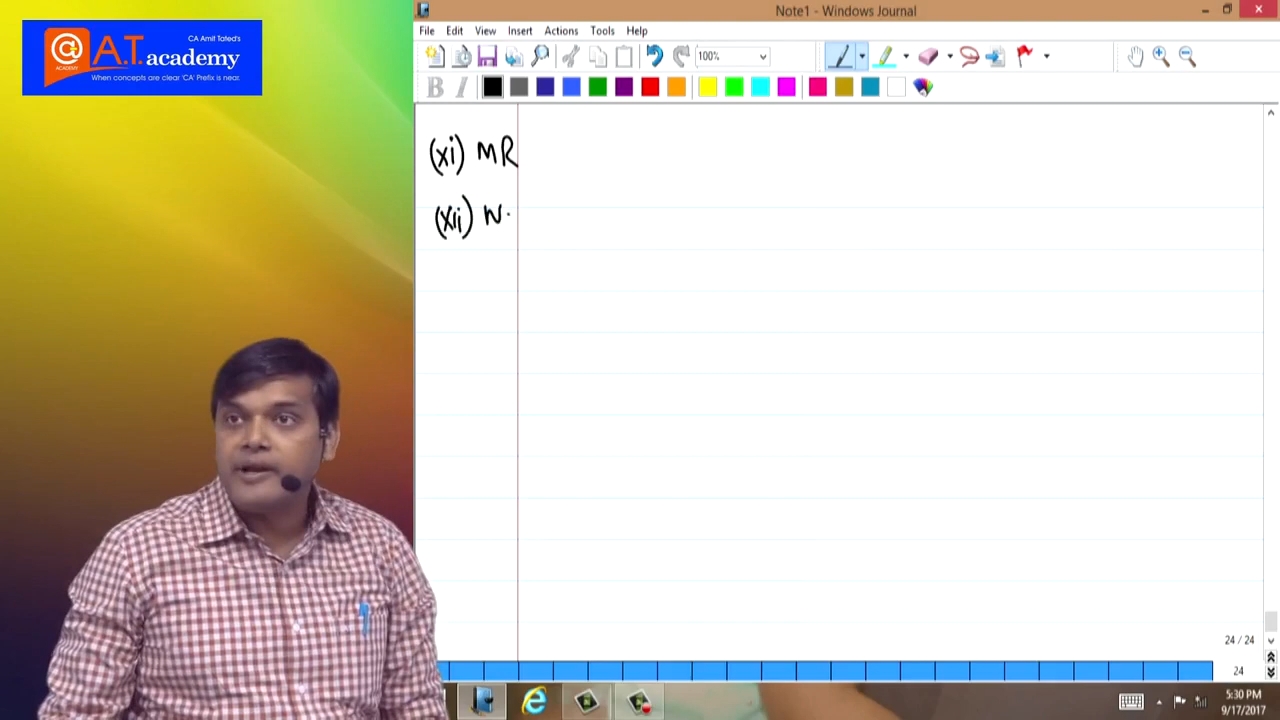 CA Amit Tated's
@ A.T. academy
ACADEMY
When concepts are clear 'CA' Prefix is near.
Note1 - Windows Journal
File Edit View Insert Actions Tools Help
100%
B I
(xi) MR
(xii) N.
24 / 24
24
5:30 PM
9/17/2017